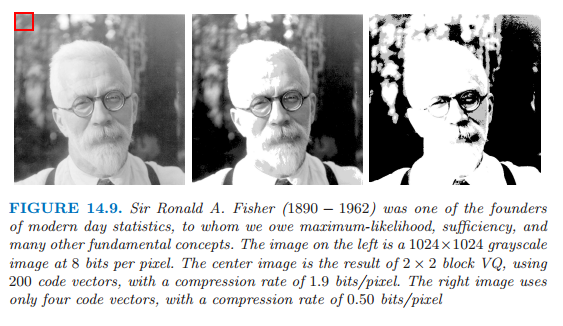 FIGURE 14.9. Sir Ronald A. Fisher (1890 − 1962) was one of the founders
of modern day statistics, to whom we owe maximum-likelihood, sufficiency, and
many other fundamental concepts. The image on the left is a 1024×1024 grayscale
image at 8 bits per pixel. The center image is the result of 2 × 2 block VQ, using
200 code vectors, with a compression rate of 1.9 bits/pixel. The right image uses
only four code vectors, with a compression rate of 0.50 bits/pixel